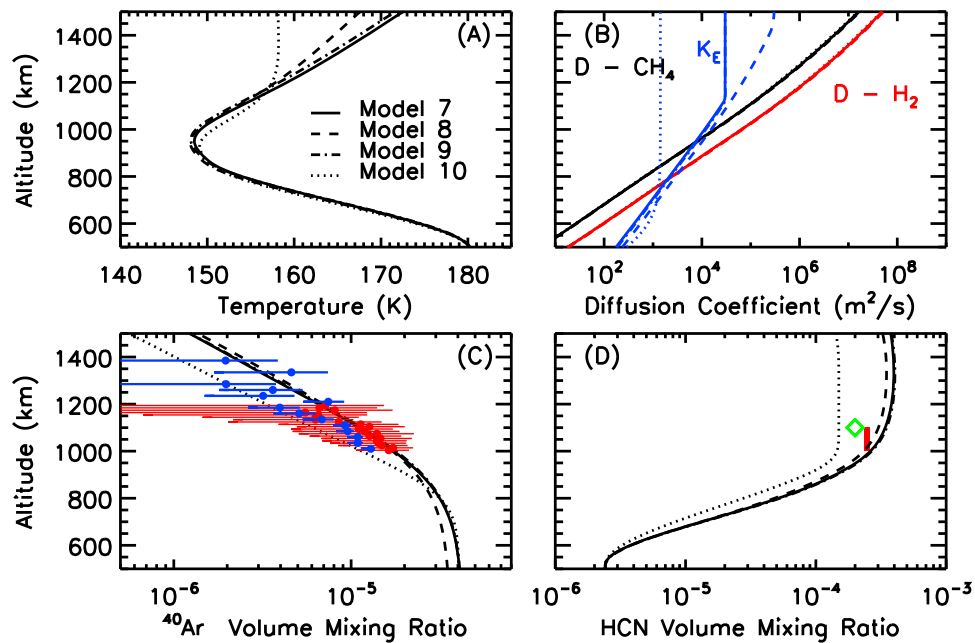 1400
1200
1000
800
600
Altitude (km)
(A)
Model 7
Model 8
Model 9
Model 10
140 150 160 170 180
Temperature (K)
(B)
K_E
D – CH_4
D – H_2
10^2 10^4 10^6 10^8
Diffusion Coefficient (m^2/s)
1400
1200
1000
800
600
Altitude (km)
(C)
10^-6 10^-5
^40Ar Volume Mixing Ratio
(D)
10^-6 10^-5 10^-4 10^-3
HCN Volume Mixing Ratio